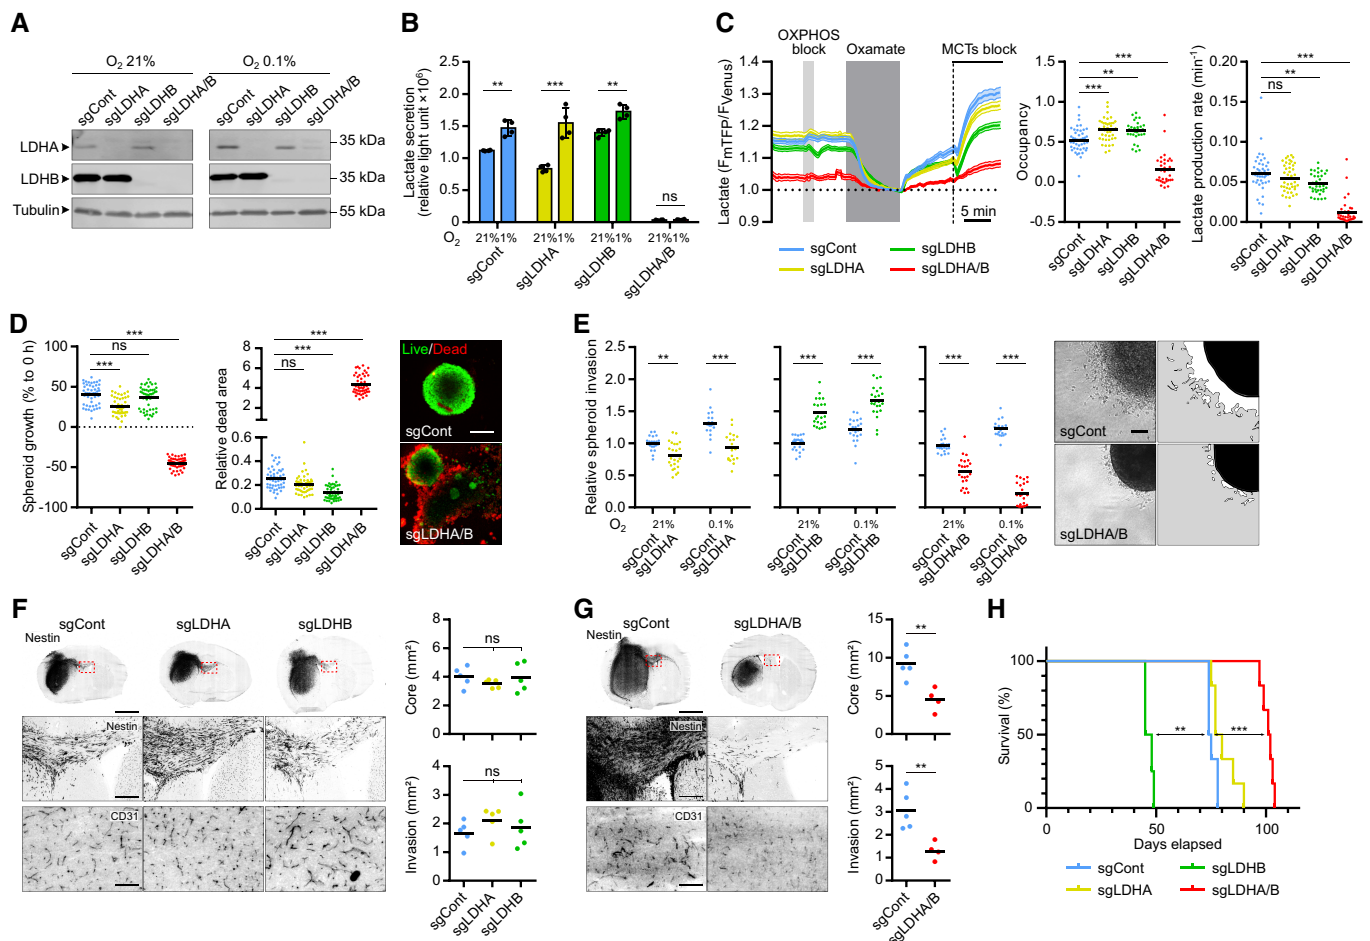 A
O2 21%
O2 0.1%
sgCont
sgLDHA
sgLDHB
sgLDHA/B
sgCont
sgLDHA
sgLDHB
sgLDHA/B
LDHA
35 kDa
LDHB
35 kDa
Tubulin
55 kDa
B
Lactate secretion
(relative light unit ×10⁶)
2.5
2.0
1.5
1.0
0.5
0
**
***
**
ns
O2
21%1%
21%1%
21%1%
21%1%
sgCont
sgLDHA
sgLDHB
sgLDHA/B
C
OXPHOS
block
Oxamate
MCTs block
Lactate (FmTFP/FVenus)
1.4
1.3
1.2
1.1
1.0
0.9
5 min
sgCont
sgLDHA
sgLDHB
sgLDHA/B
Occupancy
1.5
1.0
0.5
0.0
-0.5
***
**
***
sgCont
sgLDHA
sgLDHB
sgLDHA/B
Lactate production rate (min⁻¹)
0.20
0.15
0.10
0.05
0.00
***
**
ns
sgCont
sgLDHA
sgLDHB
sgLDHA/B
D
Spheroid growth (% to 0 h)
100
50
0
-50
-100
***
ns
***
sgCont
sgLDHA
sgLDHB
sgLDHA/B
Relative dead area
8
6
4
2
0.6
0.4
0.2
0
***
***
ns
sgCont
sgLDHA
sgLDHB
sgLDHA/B
Live/Dead
sgCont
sgLDHA/B
E
Relative spheroid invasion
2.5
2.0
1.5
1.0
0.5
0
**
***
***
***
***
***
O2
21%
0.1%
21%
0.1%
21%
0.1%
sgCont
sgLDHA
sgCont
sgLDHA
sgCont
sgLDHB
sgCont
sgLDHB
sgCont
sgLDHA/B
sgCont
sgLDHA/B
sgCont
sgLDHA/B
F
sgCont
sgLDHA
sgLDHB
Nestin
Nestin
CD31
Core (mm²)
6
4
2
0
ns
Invasion (mm²)
4
3
2
1
0
ns
sgCont
sgLDHA
sgLDHB
G
sgCont
sgLDHA/B
Nestin
Nestin
CD31
Core (mm²)
15
10
5
0
**
Invasion (mm²)
5
4
3
2
1
0
**
sgCont
sgLDHA/B
H
Survival (%)
100
50
0
**
***
0
50
100
Days elapsed
sgCont
sgLDHA
sgLDHB
sgLDHA/B